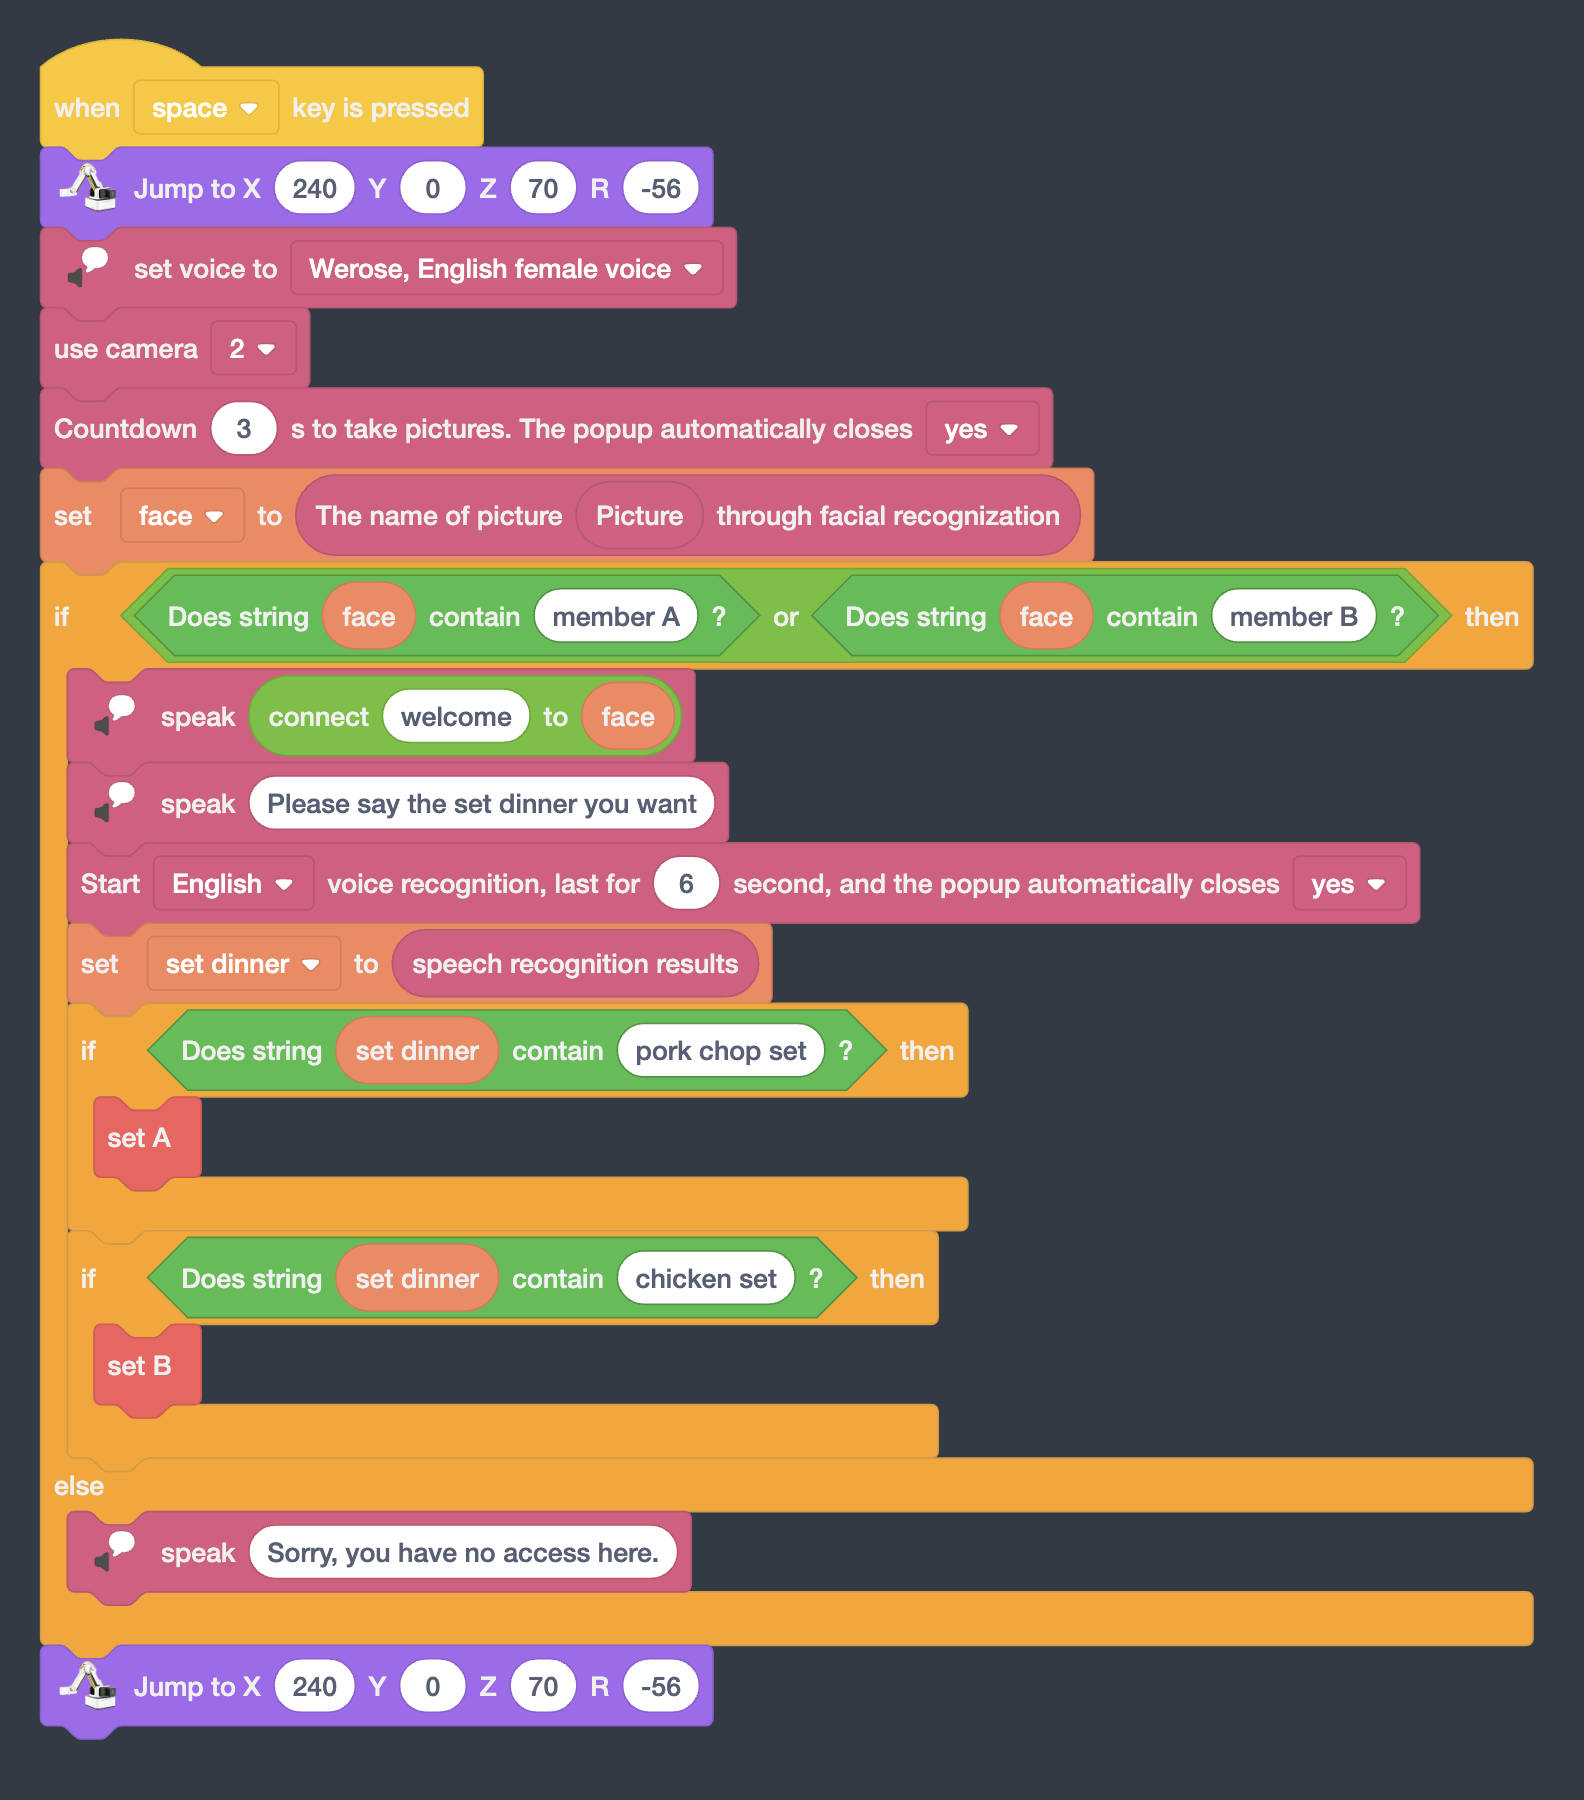 when space key is pressed
Jump to X 240 Y 0 Z 70 R -56
set voice to Werose, English female voice
use camera 2
Countdown 3 s to take pictures. The popup automatically closes yes
set face to The name of picture Picture through facial recognization
if Does string face contain member A ? or Does string face contain member B ? then
speak connect welcome to face
speak Please say the set dinner you want
Start English voice recognition, last for 6 second, and the popup automatically closes yes
set set dinner to speech recognition results
if Does string set dinner contain pork chop set ? then
set A
if Does string set dinner contain chicken set ? then
set B
else
speak Sorry, you have no access here.
Jump to X 240 Y 0 Z 70 R -56